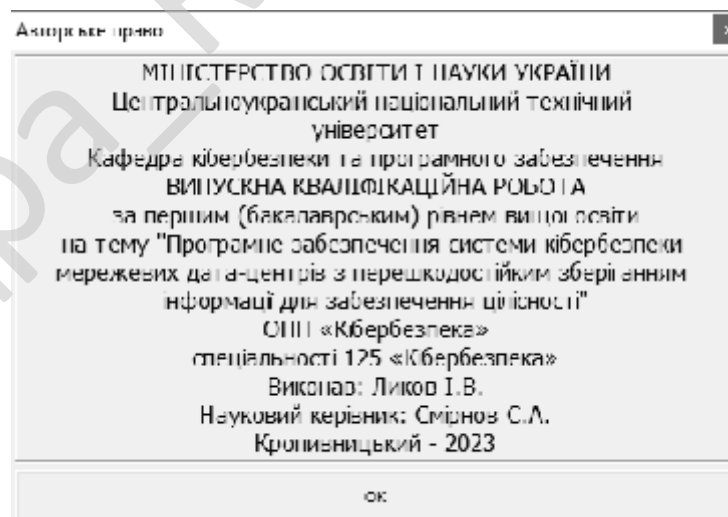 Авторське право
МІНІСТЕРСТВО ОСВІТИ І НАУКИ УКРАЇНИ
Центральноукранський національний технічний
університет
Кафедра кібербезпеки та програмного забезпечення
ВИПУСКНА КВАЛІФІКАЦІЙНА РОБОТА
за першим (бакалаврським) рівнем вищої освіти
на тему "Програмне забезпечення системи кібербезпеки
мережевих дата-центрів з перешкодостійким зберіганням
інформації для забезпечення цілісності"
ОПП «Кібербезпека»
спеціальності 125 «Кібербезпека»
Виконав: Ликов І.В.
Науковий керівник: Смірнов С.А.
Кропивницький - 2023
ОК